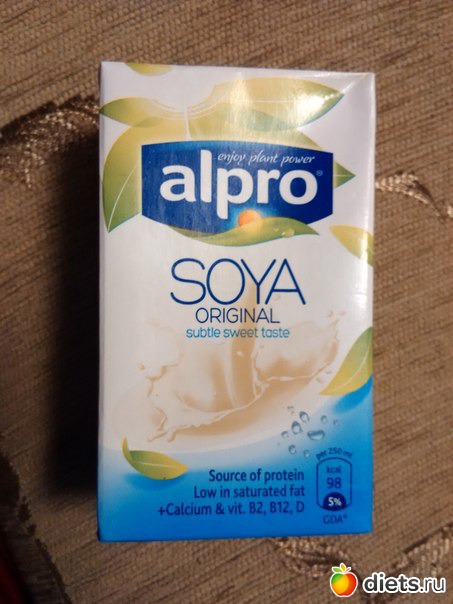 enjoy plant power
alpro®
SOYA
ORIGINAL
subtle sweet taste
Source of protein
Low in saturated fat
+Calcium & vit. B2, B12, D
per 250 ml
kcal
98
5%
GDA*
diets.ru